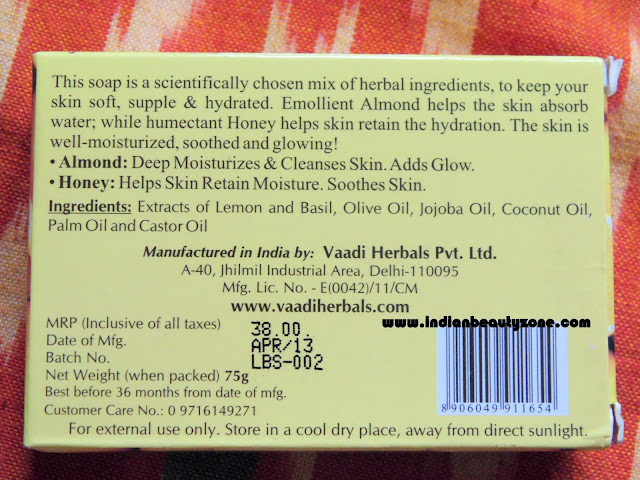 This soap is a scientifically chosen mix of herbal ingredients, to keep your
skin soft, supple & hydrated. Emollient Almond helps the skin absorb
water; while humectant Honey helps skin retain the hydration. The skin is
well-moisturized, soothed and glowing!
• Almond: Deep Moisturizes & Cleanses Skin. Adds Glow.
• Honey: Helps Skin Retain Moisture. Soothes Skin.
Ingredients: Extracts of Lemon and Basil, Olive Oil, Jojoba Oil, Coconut Oil,
Palm Oil and Castor Oil
Manufactured in India by: Vaadi Herbals Pvt. Ltd.
A-40, Jhilmil Industrial Area, Delhi-110095
Mfg. Lic. No. - E(0042)/11/CM
www.vaadiherbals.com
www.indianbeautyzone.com
MRP (Inclusive of all taxes) 38.00.
Date of Mfg. APR/13
Batch No. LBS-002
Net Weight (when packed) 75g
Best before 36 months from date of mfg.
Customer Care No.: 0 9716149271
8 906049 911654
For external use only. Store in a cool dry place, away from direct sunlight.